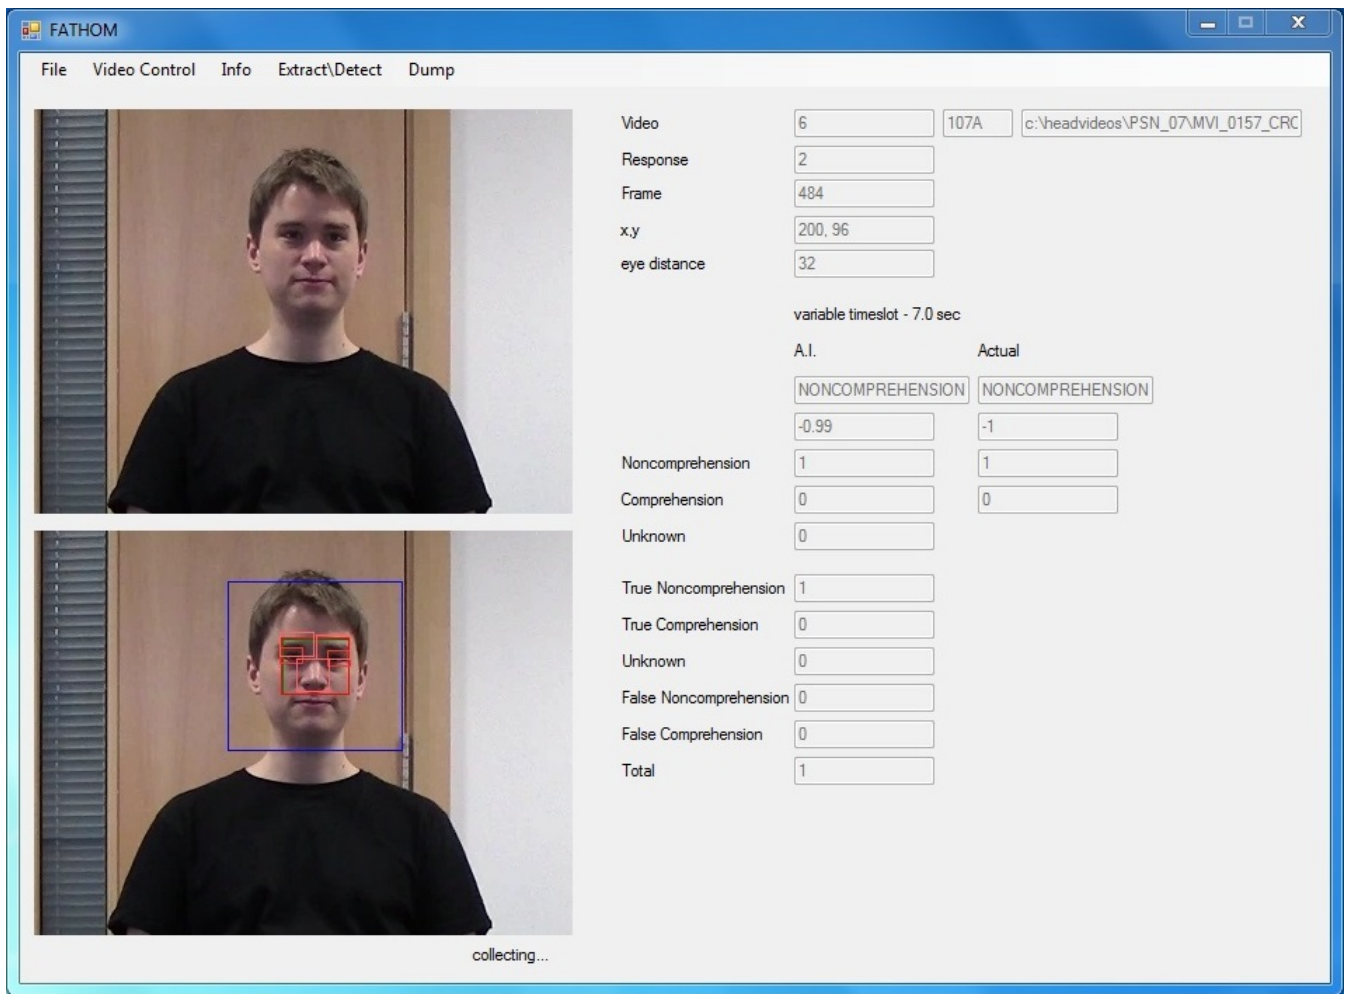 FATHOM
File Video Control Info Extract\Detect Dump
Video 6 107A c:\headvideos\PSN_07\MVI_0157_CRC
Response 2
Frame 484
x,y 200, 96
eye distance 32
variable timeslot - 7.0 sec
A.I. Actual
NONCOMPREHENSION NONCOMPREHENSION
-0.99 -1
Noncomprehension 1 1
Comprehension 0 0
Unknown 0
True Noncomprehension 1
True Comprehension 0
Unknown 0
False Noncomprehension 0
False Comprehension 0
Total 1
collecting...